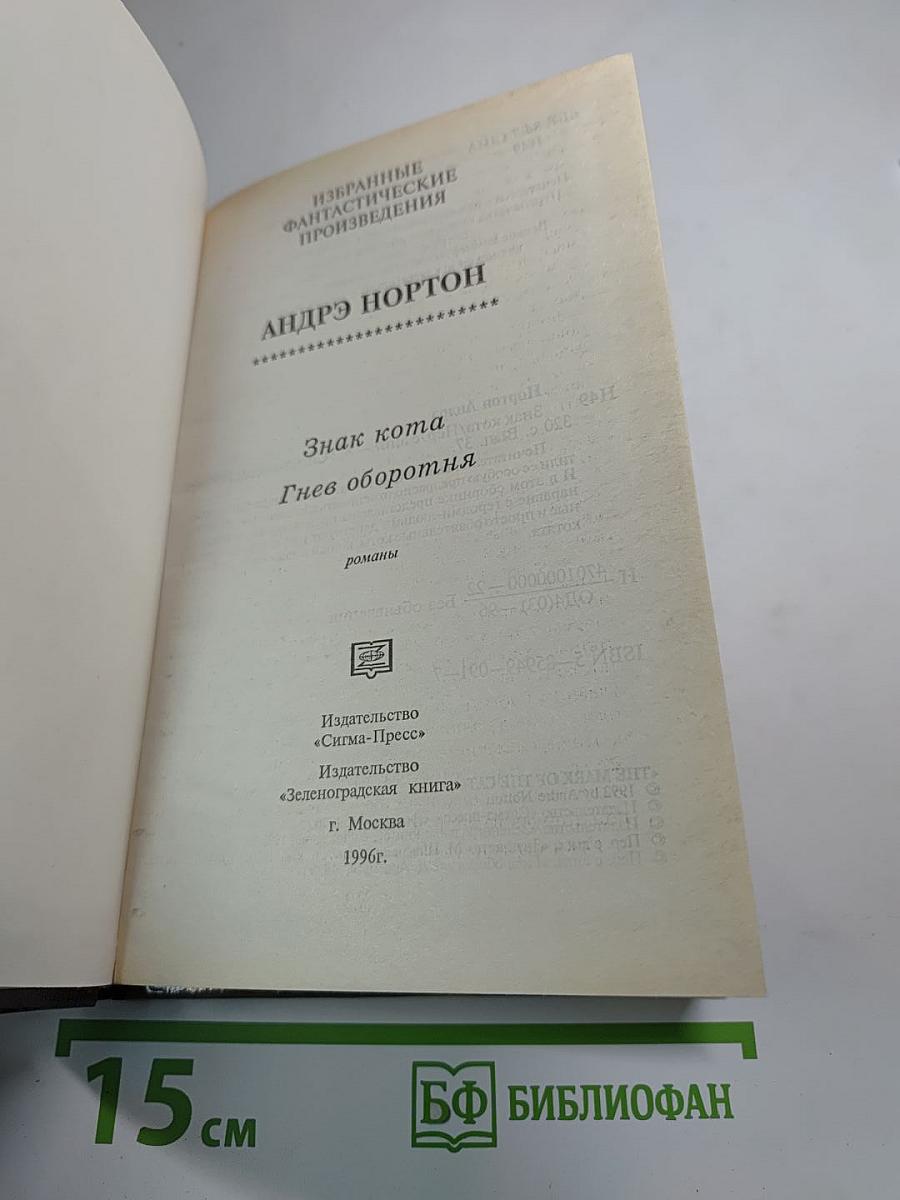 ИЗБРАННЫЕ
ФАНТАСТИЧЕСКИЕ
ПРОИЗВЕДЕНИЯ
АНДРЭ НОРТОН
*************************
Знак кота
Гнев оборотня
романы
Издательство
«Сигма-Пресс»
Издательство
«Зеленоградская книга»
г. Москва
1996г.
15 см
БФ БИБЛИОФАН